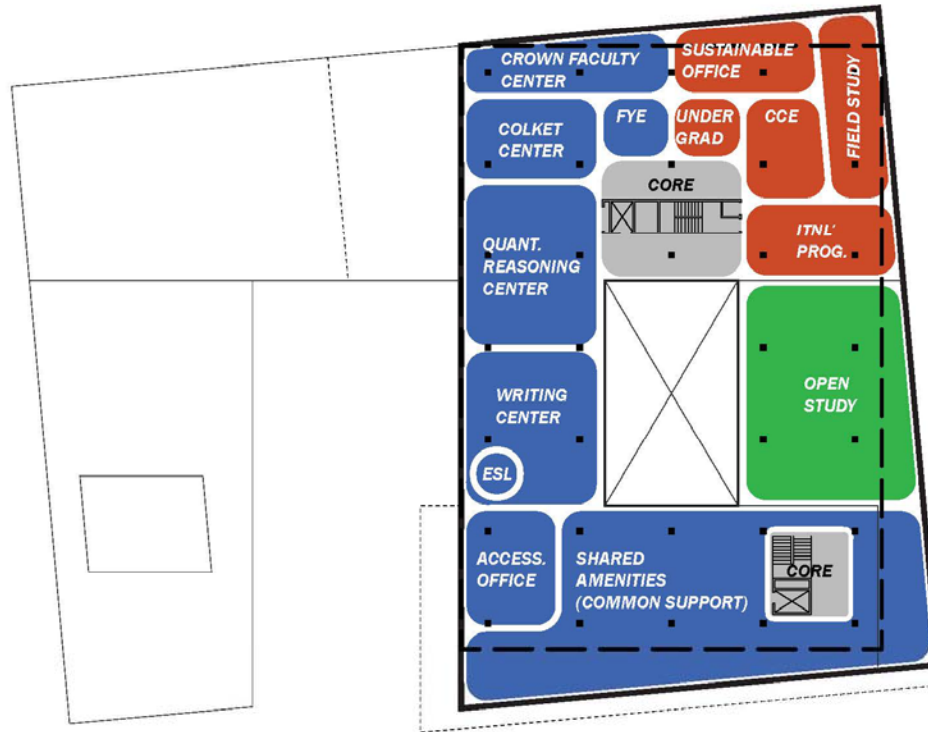 CROWN FACULTY
CENTER
SUSTAINABLE
OFFICE
FIELD STUDY
COLKET
CENTER
FYE
UNDER
GRAD
CCE
CORE
QUANT.
REASONING
CENTER
ITNL'
PROG.
WRITING
CENTER
OPEN
STUDY
ESL
ACCESS.
OFFICE
SHARED
AMENITIES
(COMMON SUPPORT)
CORE